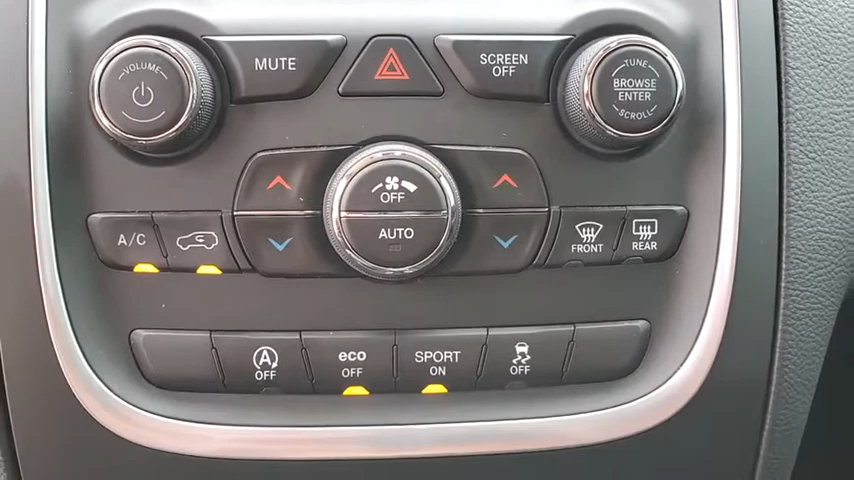 VOLUME
MUTE
SCREEN
OFF
TUNE
BROWSE
ENTER
SCROLL
OFF
AUTO
A/C
FRONT
REAR
A
OFF
eco
OFF
SPORT
ON
OFF